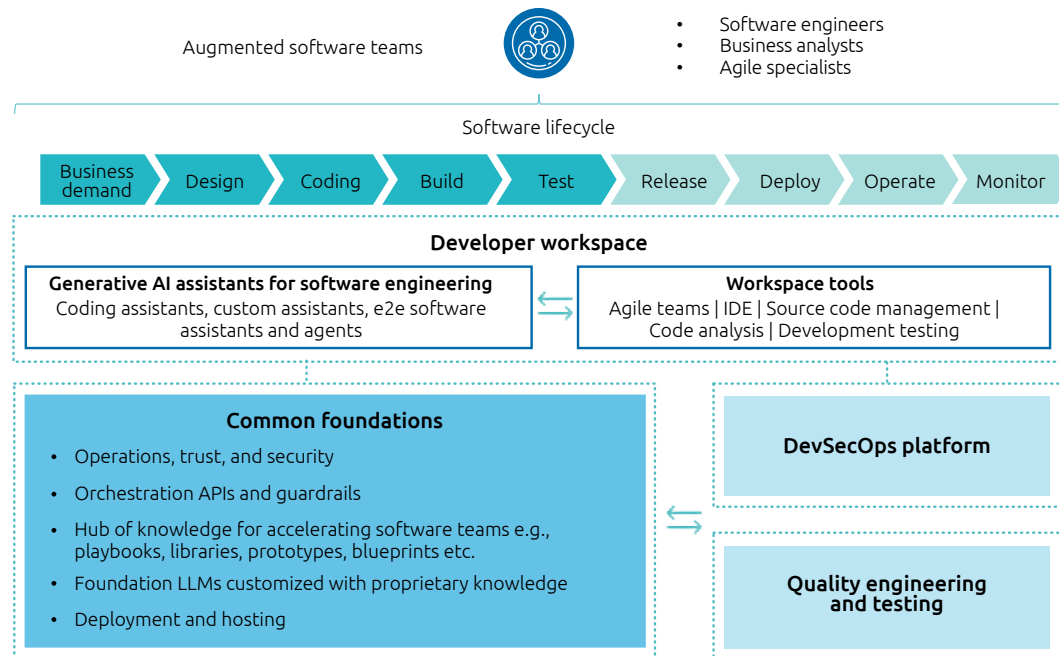 Augmented software teams
• Software engineers
• Business analysts
• Agile specialists
Software lifecycle
Business
demand
Design
Coding
Build
Test
Release
Deploy
Operate
Monitor
Developer workspace
Generative AI assistants for software engineering
Coding assistants, custom assistants, e2e software
assistants and agents
Workspace tools
Agile teams | IDE | Source code management |
Code analysis | Development testing
Common foundations
• Operations, trust, and security
• Orchestration APIs and guardrails
• Hub of knowledge for accelerating software teams e.g.,
playbooks, libraries, prototypes, blueprints etc.
• Foundation LLMs customized with proprietary knowledge
• Deployment and hosting
DevSecOps platform
Quality engineering
and testing